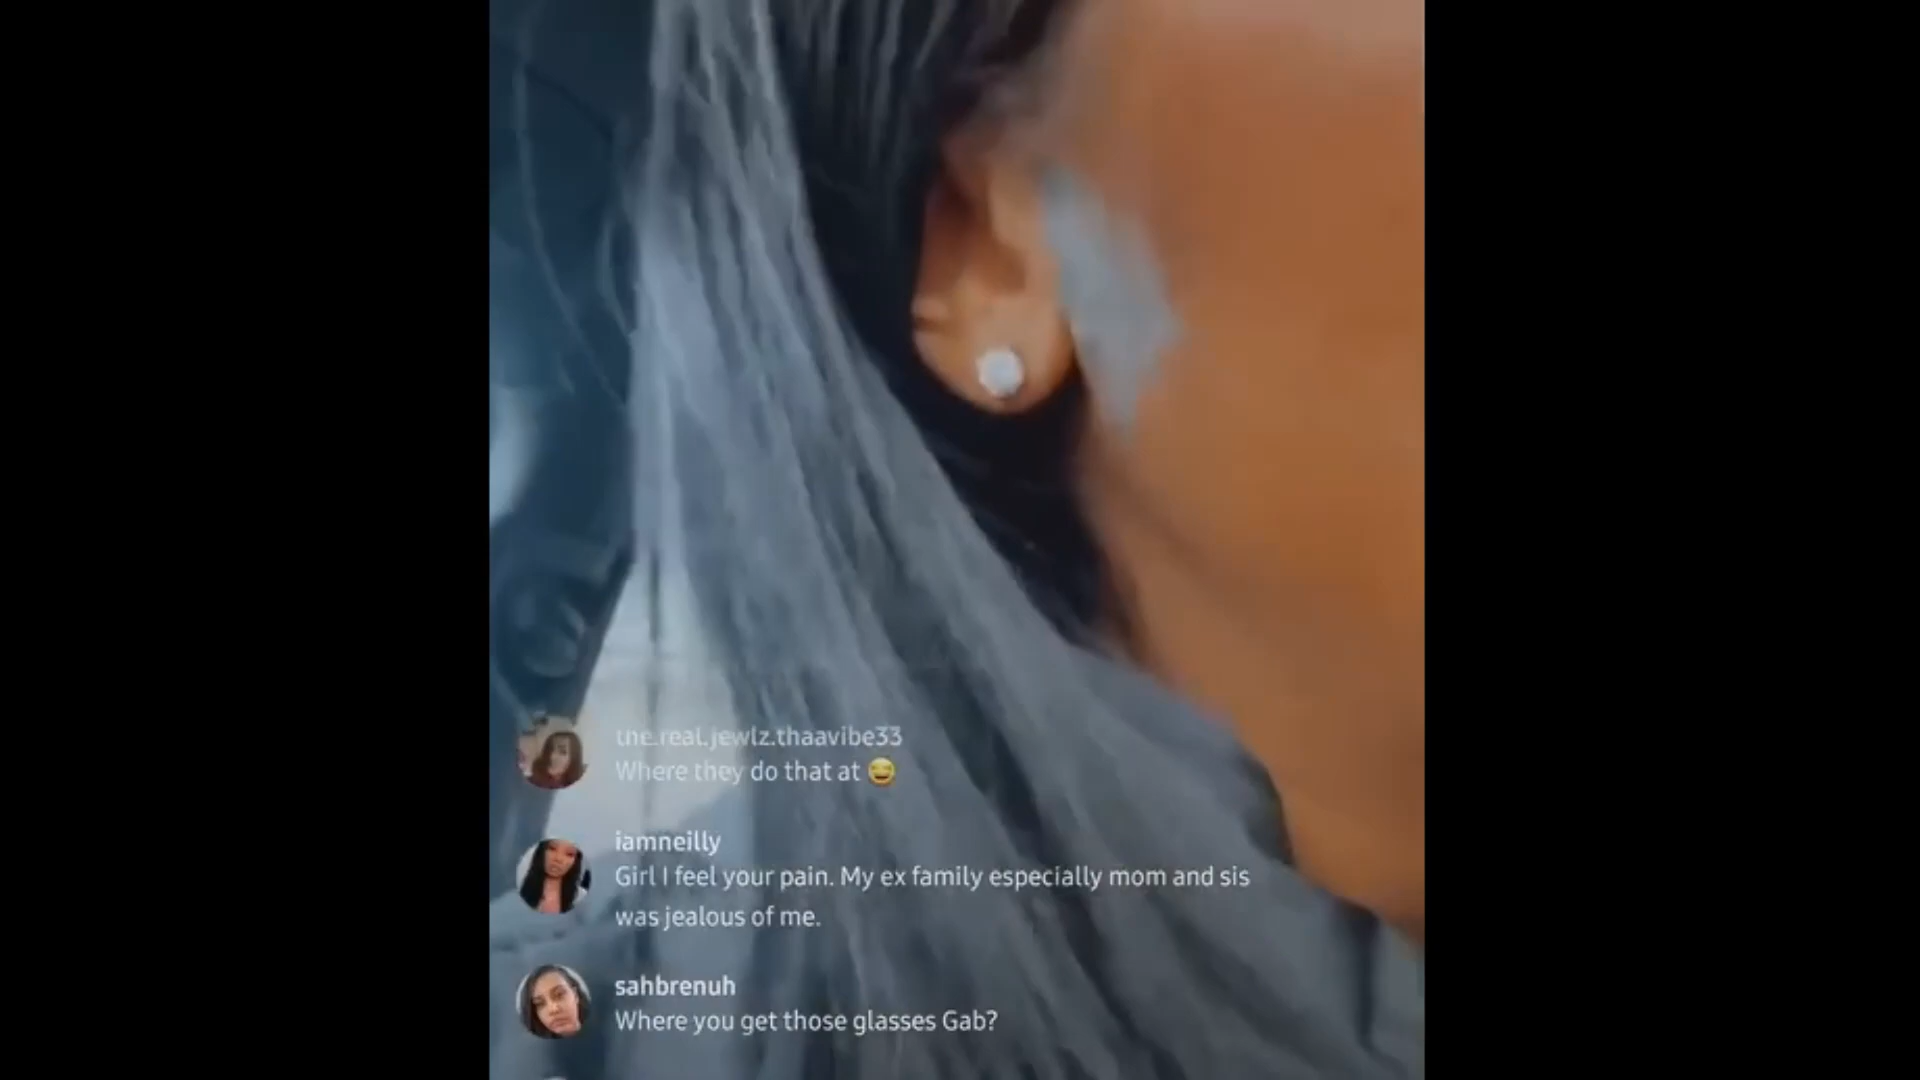 the.real.jewlz.thaavibe33
Where they do that at 😆
iamneilly
Girl I feel your pain. My ex family especially mom and sis
was jealous of me.
sahbrenuh
Where you get those glasses Gab?